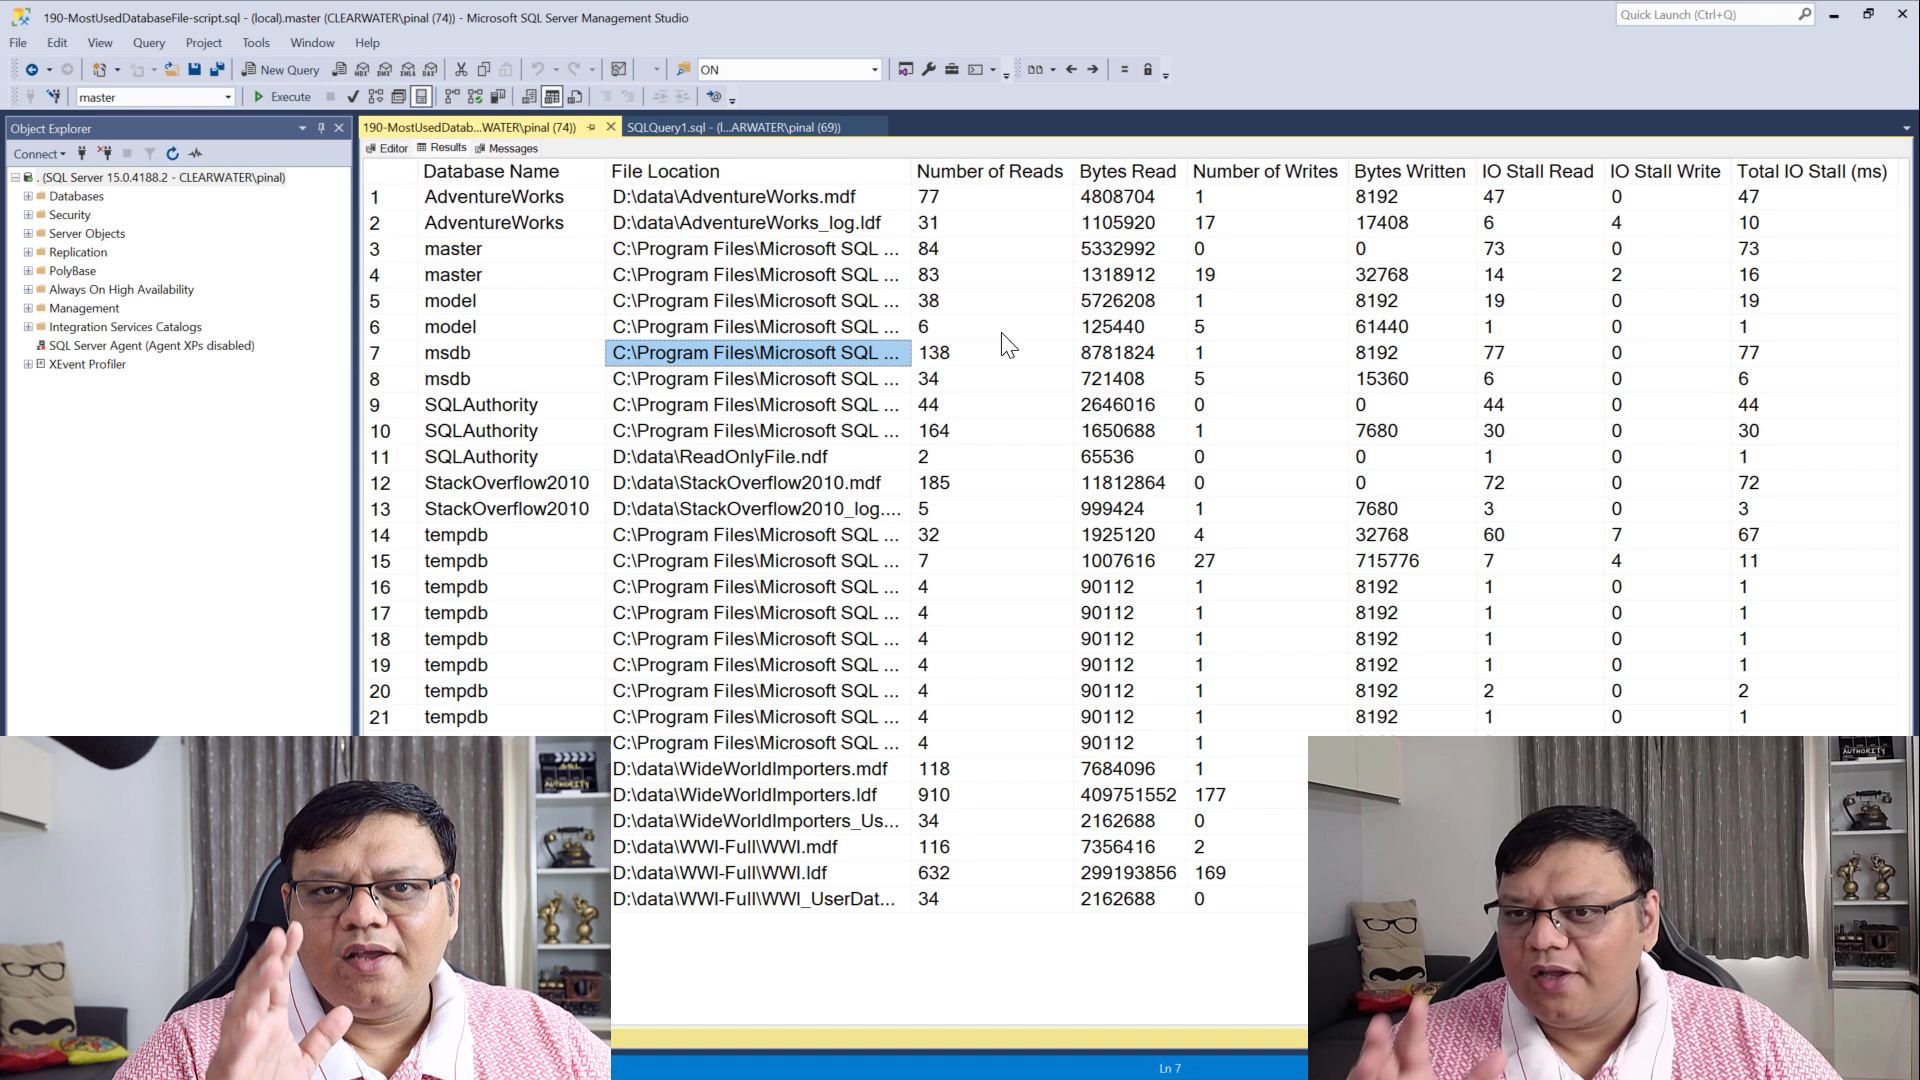 190-MostUsedDatabaseFile-script.sql - (local).master (CLEARWATER\pinal (74)) - Microsoft SQL Server Management Studio
Quick Launch (Ctrl+Q)
File Edit View Query Project Tools Window Help
New Query MDX DMX XMLA DAX ON
master Execute
Object Explorer
190-MostUsedDatab...WATER\pinal (74)) SQLQuery1.sql - (l...ARWATER\pinal (69))
Connect
Editor Results Messages
. (SQL Server 15.0.4188.2 - CLEARWATER\pinal)
Databases
Security
Server Objects
Replication
PolyBase
Always On High Availability
Management
Integration Services Catalogs
SQL Server Agent (Agent XPs disabled)
XEvent Profiler
Database Name File Location Number of Reads Bytes Read Number of Writes Bytes Written IO Stall Read IO Stall Write Total IO Stall (ms)
1 AdventureWorks D:\data\AdventureWorks.mdf 77 4808704 1 8192 47 0 47
2 AdventureWorks D:\data\AdventureWorks_log.ldf 31 1105920 17 17408 6 4 10
3 master C:\Program Files\Microsoft SQL ... 84 5332992 0 0 73 0 73
4 master C:\Program Files\Microsoft SQL ... 83 1318912 19 32768 14 2 16
5 model C:\Program Files\Microsoft SQL ... 38 5726208 1 8192 19 0 19
6 model C:\Program Files\Microsoft SQL ... 6 125440 5 61440 1 0 1
7 msdb C:\Program Files\Microsoft SQL ... 138 8781824 1 8192 77 0 77
8 msdb C:\Program Files\Microsoft SQL ... 34 721408 5 15360 6 0 6
9 SQLAuthority C:\Program Files\Microsoft SQL ... 44 2646016 0 0 44 0 44
10 SQLAuthority C:\Program Files\Microsoft SQL ... 164 1650688 1 7680 30 0 30
11 SQLAuthority D:\data\ReadOnlyFile.ndf 2 65536 0 0 1 0 1
12 StackOverflow2010 D:\data\StackOverflow2010.mdf 185 11812864 0 0 72 0 72
13 StackOverflow2010 D:\data\StackOverflow2010_log.... 5 999424 1 7680 3 0 3
14 tempdb C:\Program Files\Microsoft SQL ... 32 1925120 4 32768 60 7 67
15 tempdb C:\Program Files\Microsoft SQL ... 7 1007616 27 715776 7 4 11
16 tempdb C:\Program Files\Microsoft SQL ... 4 90112 1 8192 1 0 1
17 tempdb C:\Program Files\Microsoft SQL ... 4 90112 1 8192 1 0 1
18 tempdb C:\Program Files\Microsoft SQL ... 4 90112 1 8192 1 0 1
19 tempdb C:\Program Files\Microsoft SQL ... 4 90112 1 8192 1 0 1
20 tempdb C:\Program Files\Microsoft SQL ... 4 90112 1 8192 2 0 2
21 tempdb C:\Program Files\Microsoft SQL ... 4 90112 1 8192 1 0 1
C:\Program Files\Microsoft SQL ... 4 90112 1
D:\data\WideWorldImporters.mdf 118 7684096 1
D:\data\WideWorldImporters.ldf 910 409751552 177
D:\data\WideWorldImporters_Us... 34 2162688 0
D:\data\WWI-Full\WWI.mdf 116 7356416 2
D:\data\WWI-Full\WWI.ldf 632 299193856 169
D:\data\WWI-Full\WWI_UserDat... 34 2162688 0
Ln 7
AUTHORITY
AUTHORITY